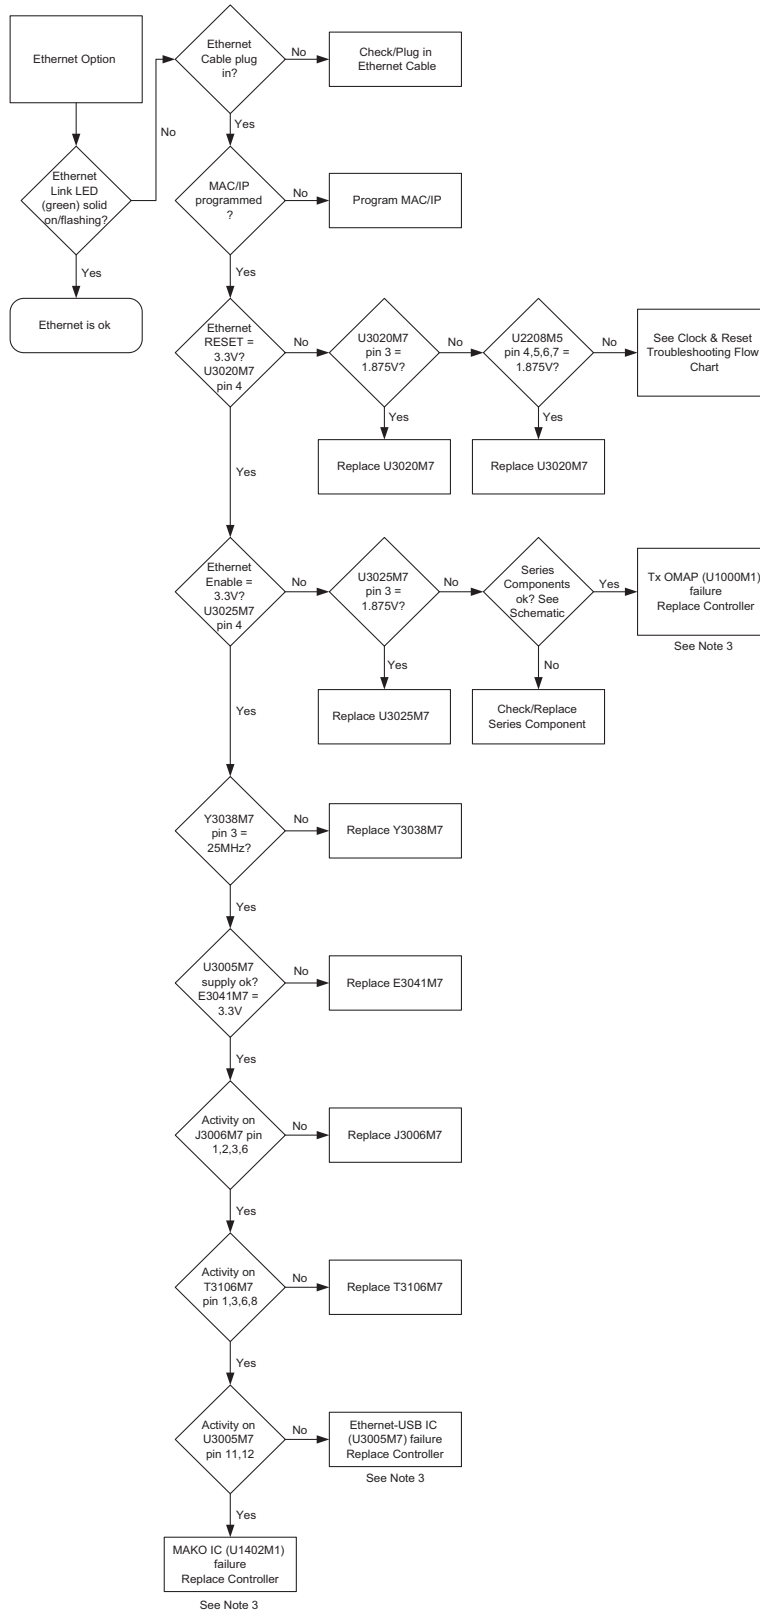 Ethernet Option
Ethernet
Link LED
(green) solid
on/flashing?
No
Yes
Ethernet is ok
Ethernet
Cable plug
in?
No
Check/Plug in
Ethernet Cable
Yes
MAC/IP
programmed
?
No
Program MAC/IP
Yes
Ethernet
RESET =
3.3V?
U3020M7
pin 4
No
U3020M7
pin 3 =
1.875V?
No
U2208M5
pin 4,5,6,7 =
1.875V?
No
See Clock & Reset
Troubleshooting Flow
Chart
Yes
Replace U3020M7
Yes
Replace U3020M7
Yes
Ethernet
Enable =
3.3V?
U3025M7
pin 4
No
U3025M7
pin 3 =
1.875V?
No
Series
Components
ok? See
Schematic
Yes
Tx OMAP (U1000M1)
failure
Replace Controller
See Note 3
Yes
Replace U3025M7
No
Check/Replace
Series Component
Yes
Y3038M7
pin 3 =
25MHz?
No
Replace Y3038M7
Yes
U3005M7
supply ok?
E3041M7 =
3.3V
No
Replace E3041M7
Yes
Activity on
J3006M7 pin
1,2,3,6
No
Replace J3006M7
Yes
Activity on
T3106M7
pin 1,3,6,8
No
Replace T3106M7
Yes
Activity on
U3005M7
pin 11,12
No
Ethernet-USB IC
(U3005M7) failure
Replace Controller
See Note 3
Yes
MAKO IC (U1402M1)
failure
Replace Controller
See Note 3